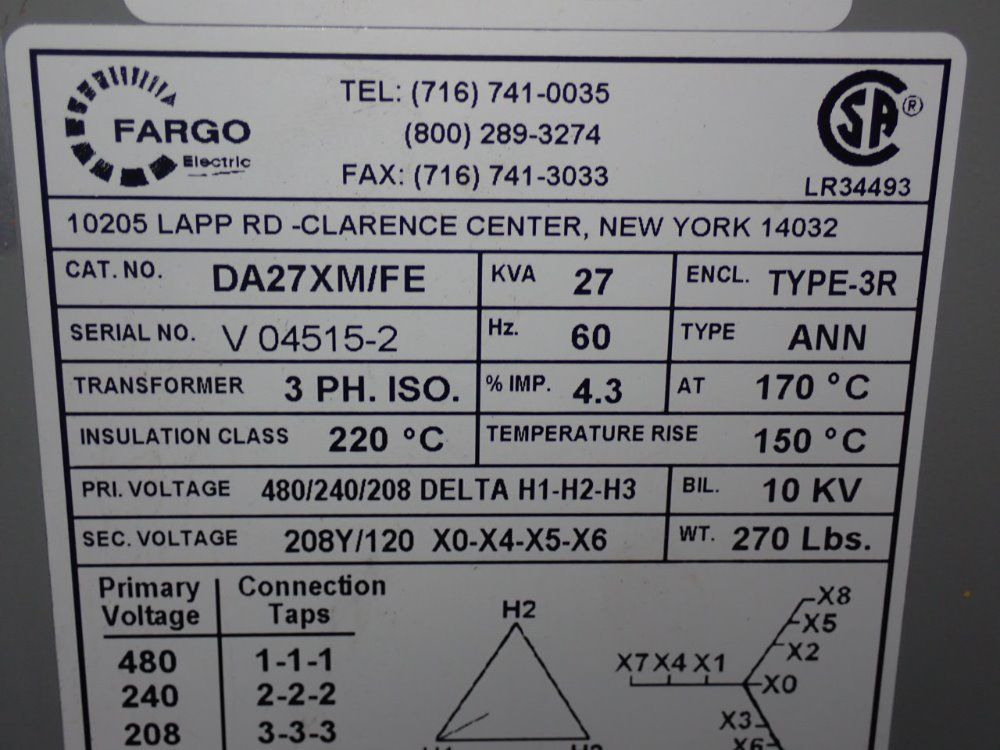 FARGO
Electric
TEL: (716) 741-0035
(800) 289-3274
FAX: (716) 741-3033
CSA ®
LR34493
10205 LAPP RD -CLARENCE CENTER, NEW YORK 14032
CAT. NO. DA27XM/FE KVA 27 ENCL. TYPE-3R
SERIAL NO. V 04515-2 Hz. 60 TYPE ANN
TRANSFORMER 3 PH. ISO. % IMP. 4.3 AT 170 °C
INSULATION CLASS 220 °C TEMPERATURE RISE 150 °C
PRI. VOLTAGE 480/240/208 DELTA H1-H2-H3 BIL. 10 KV
SEC. VOLTAGE 208Y/120 X0-X4-X5-X6 WT. 270 Lbs.
Primary Connection
Voltage Taps
480 1-1-1
240 2-2-2
208 3-3-3
H2
X8
X5
X2
X7 X4 X1
X0
X3
X6